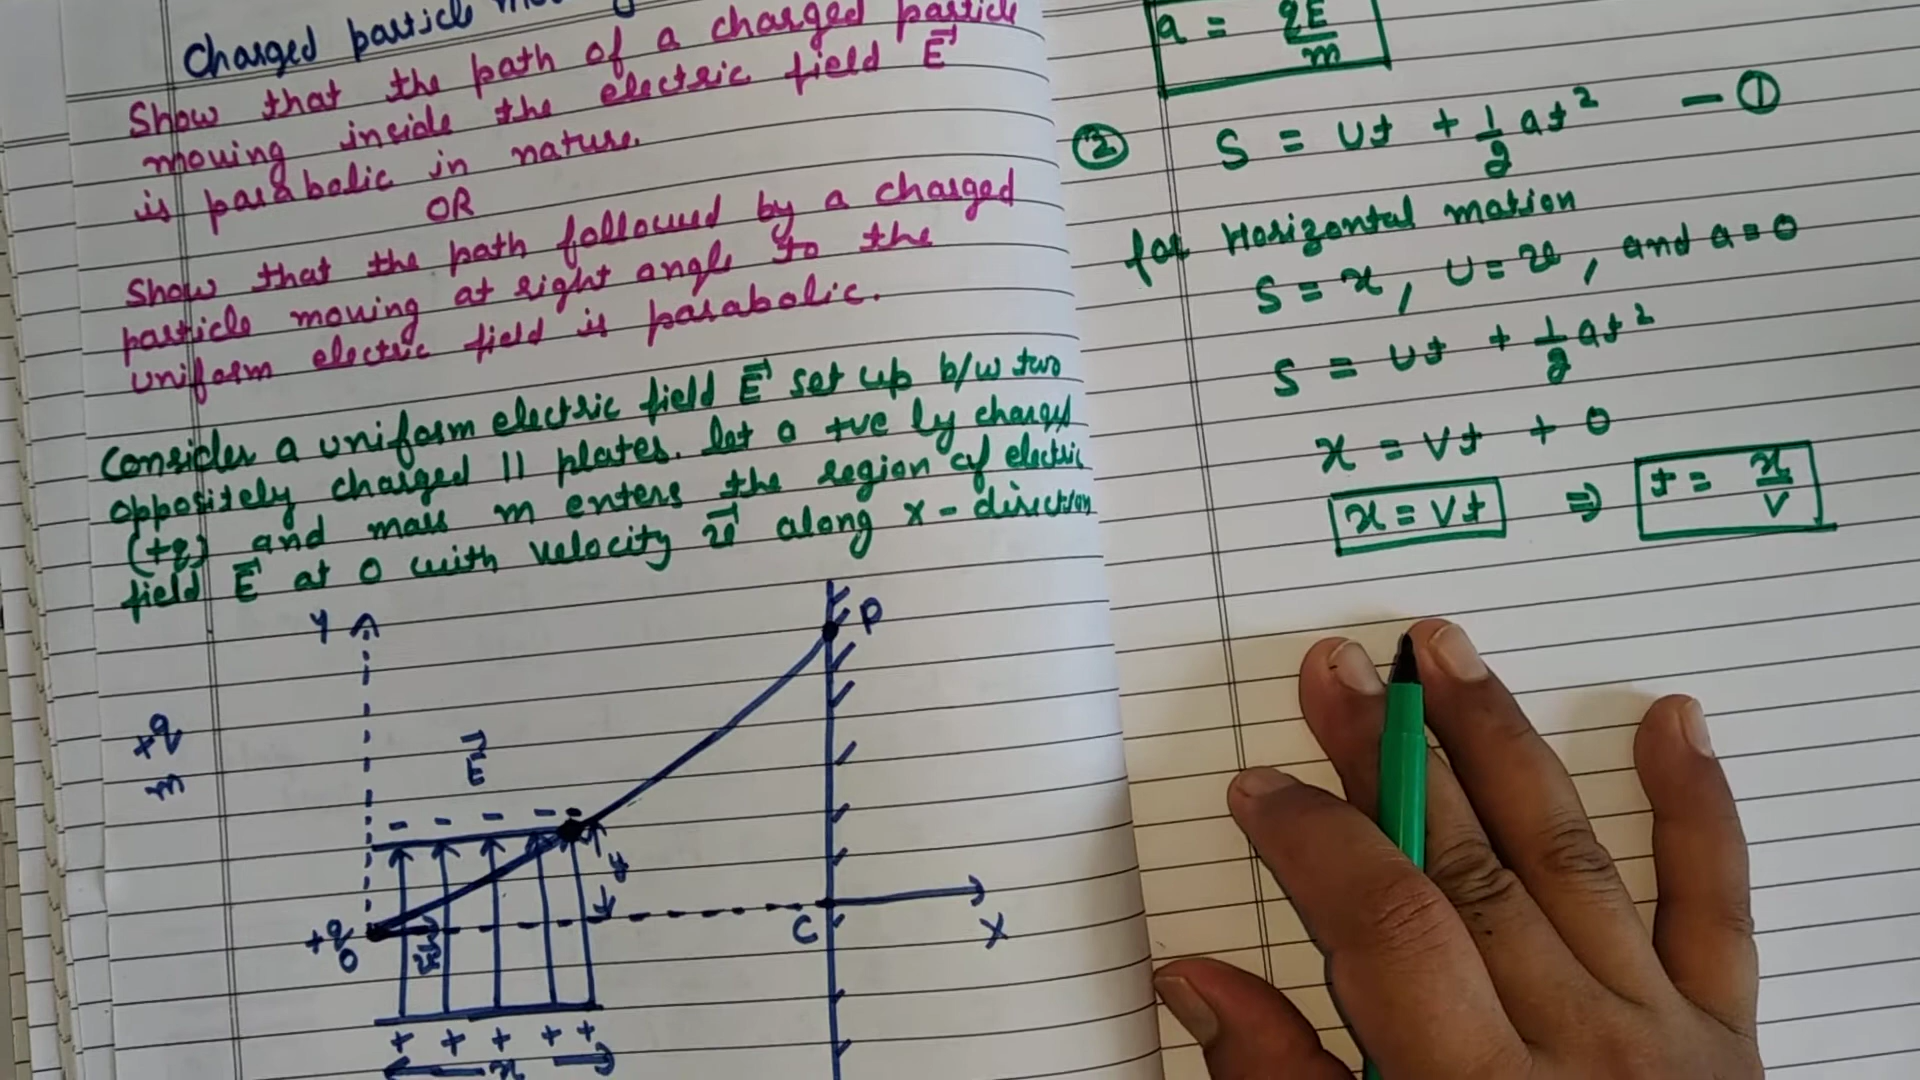 Charged particle
Show that the path of a charged particle
moving inside the electric field E⃗
is parabolic in nature.
OR
Show that the path followed by a charged
particle moving at right angle to the
uniform electric field is parabolic.
Consider a uniform electric field E⃗ set up b/w two
oppositely charged || plates. let a +ve ly charged
(+q) and mass m enters the region of electric
field E⃗ at O with velocity v⃗ along x - direction
Y
P
+q
m
E⃗
- - - - -
y
+q
O
v⃗
C
X
+ + + + +
x
a = qE/m
② S = Ut + 1/2 at² — ①
for Horizontal motion
S = x, U = v, and a = 0
S = Ut + 1/2 at²
x = Vt + 0
x = Vt ⇒ t = x/V